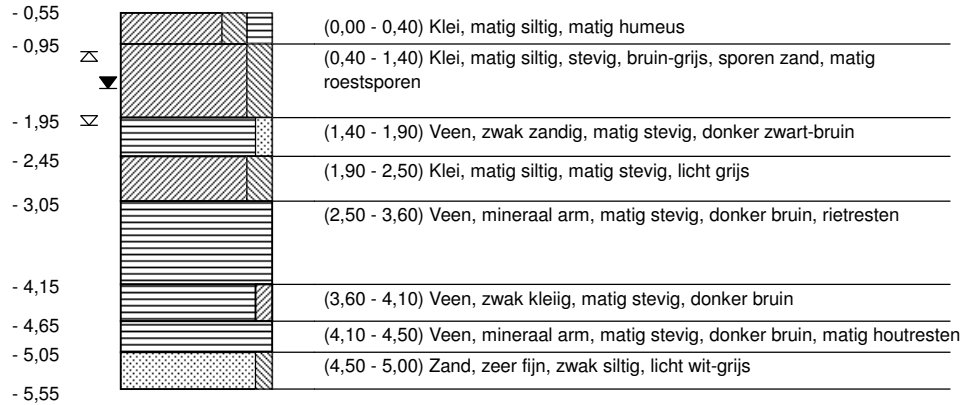 - 0,55
(0,00 - 0,40) Klei, matig siltig, matig humeus
- 0,95
(0,40 - 1,40) Klei, matig siltig, stevig, bruin-grijs, sporen zand, matig
roestsporen
- 1,95
(1,40 - 1,90) Veen, zwak zandig, matig stevig, donker zwart-bruin
- 2,45
(1,90 - 2,50) Klei, matig siltig, matig stevig, licht grijs
- 3,05
(2,50 - 3,60) Veen, mineraal arm, matig stevig, donker bruin, rietresten
- 4,15
(3,60 - 4,10) Veen, zwak kleiig, matig stevig, donker bruin
- 4,65
(4,10 - 4,50) Veen, mineraal arm, matig stevig, donker bruin, matig houtresten
- 5,05
(4,50 - 5,00) Zand, zeer fijn, zwak siltig, licht wit-grijs
- 5,55